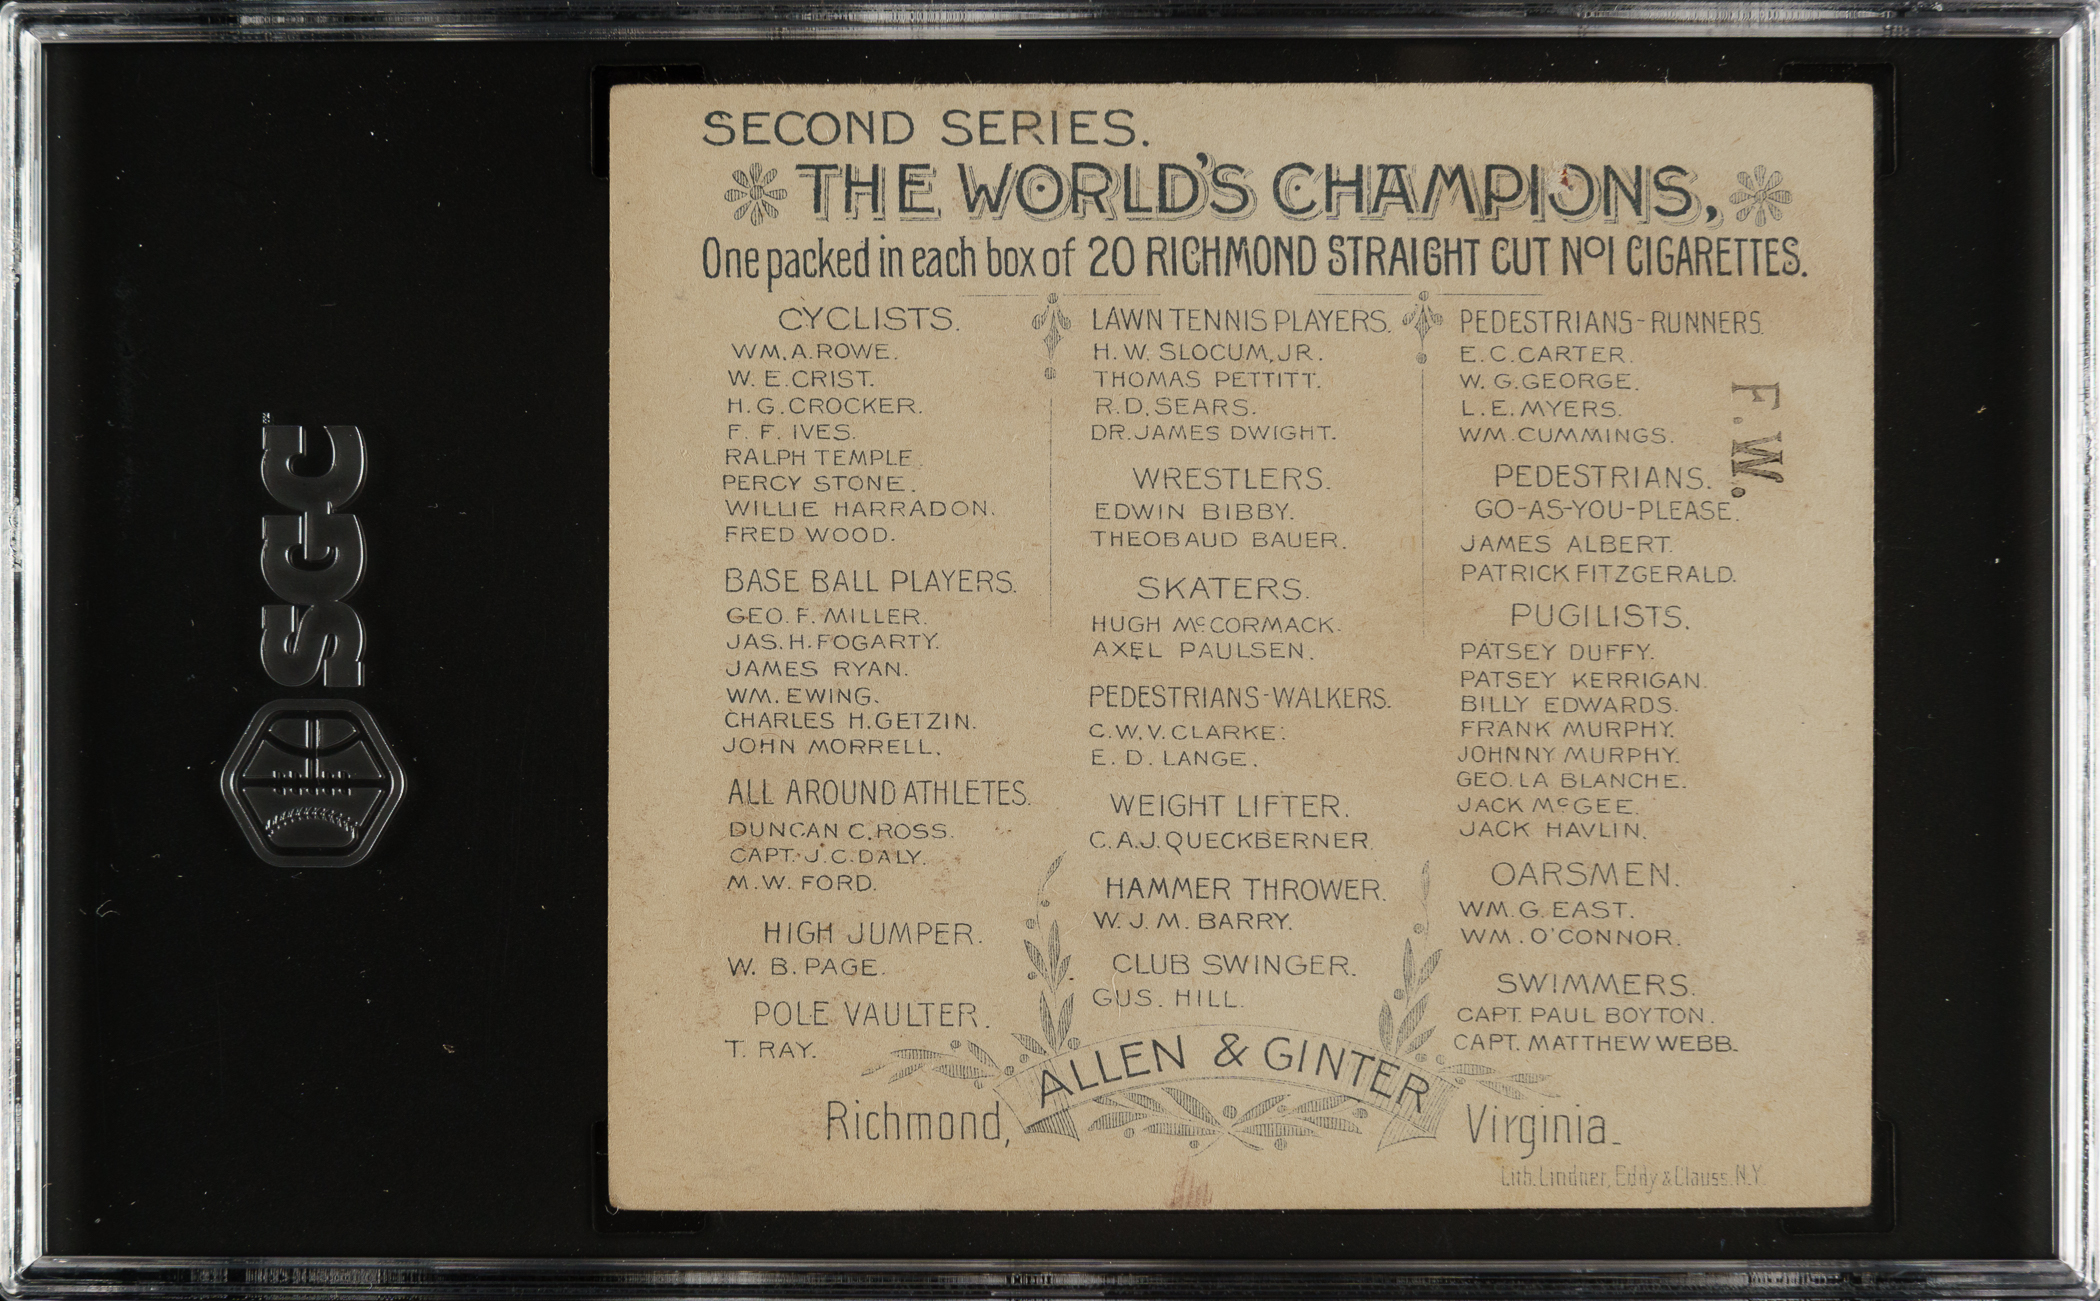 SGC
SECOND SERIES.
THE WORLD'S CHAMPIONS,
One packed in each box of 20 RICHMOND STRAIGHT CUT No1 CIGARETTES.
CYCLISTS.
WM. A. ROWE.
W. E. CRIST.
H. G. CROCKER.
F. F. IVES.
RALPH TEMPLE.
PERCY STONE.
WILLIE HARRADON.
FRED WOOD.
BASE BALL PLAYERS.
GEO. F. MILLER.
JAS. H. FOGARTY.
JAMES RYAN.
WM. EWING.
CHARLES H. GETZIN.
JOHN MORRELL.
ALL AROUND ATHLETES.
DUNCAN C. ROSS.
CAPT. J. C. DALY.
M. W. FORD.
HIGH JUMPER.
W. B. PAGE.
POLE VAULTER.
T. RAY.
LAWN TENNIS PLAYERS.
H. W. SLOCUM, JR.
THOMAS PETTITT.
R. D. SEARS.
DR. JAMES DWIGHT.
WRESTLERS.
EDWIN BIBBY.
THEOBAUD BAUER.
SKATERS.
HUGH McCORMACK.
AXEL PAULSEN.
PEDESTRIANS-WALKERS.
C. W. V. CLARKE.
E. D. LANGE.
WEIGHT LIFTER.
C. A. J. QUECKBERNER.
HAMMER THROWER.
W. J. M. BARRY.
CLUB SWINGER.
GUS. HILL.
PEDESTRIANS-RUNNERS.
E. C. CARTER.
W. G. GEORGE.
L. E. MYERS.
WM. CUMMINGS.
PEDESTRIANS.
GO-AS-YOU-PLEASE.
JAMES ALBERT.
PATRICK FITZGERALD.
PUGILISTS.
PATSEY DUFFY.
PATSEY KERRIGAN.
BILLY EDWARDS.
FRANK MURPHY.
JOHNNY MURPHY.
GEO. LA BLANCHE.
JACK McGEE.
JACK HAVLIN.
OARSMEN.
WM. G. EAST.
WM. O'CONNOR.
SWIMMERS.
CAPT. PAUL BOYTON.
CAPT. MATTHEW WEBB.
F. W.
ALLEN & GINTER
Richmond, Virginia.
Lith. Lindner, Eddy & Clauss. N.Y.